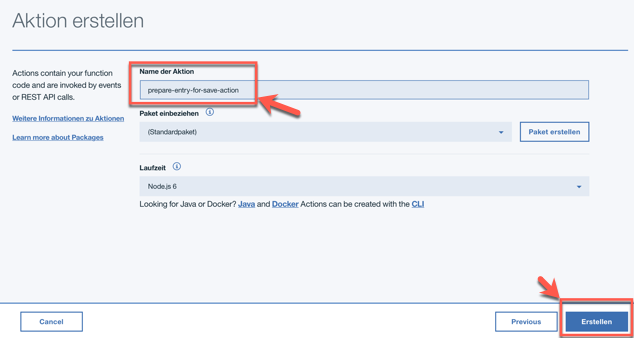 Aktion erstellen
Actions contain your function
code and are invoked by events
or REST API calls.
Weitere Informationen zu Aktionen
Learn more about Packages
Name der Aktion
prepare-entry-for-save-action
Paket einbeziehen
(Standardpaket)
Paket erstellen
Laufzeit
Node.js 6
Looking for Java or Docker? Java and Docker Actions can be created with the CLI
Cancel
Previous
Erstellen